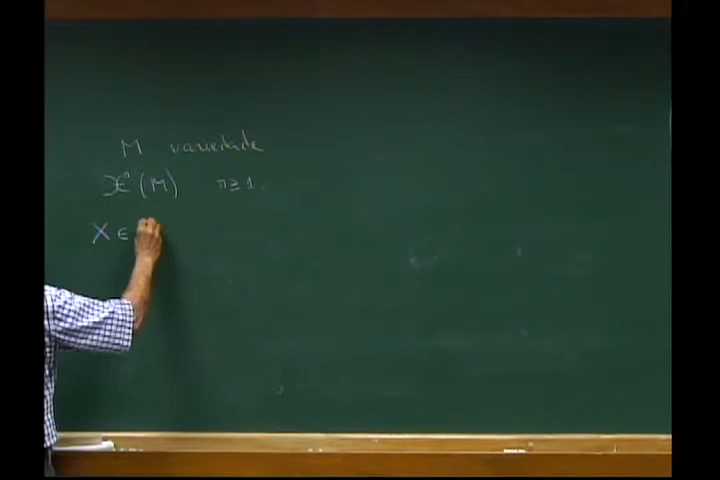 M variedade
𝔛ʳ(M) r ≥ 1.
X ∈